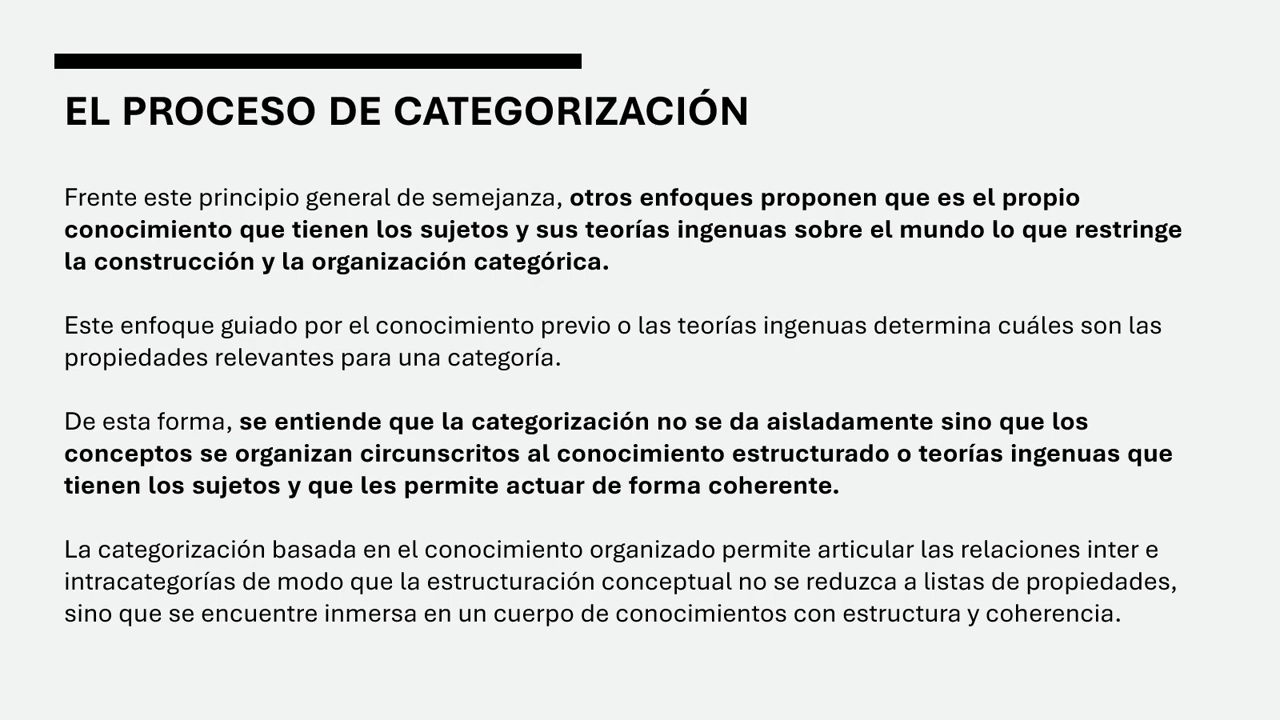 EL PROCESO DE CATEGORIZACIÓN
Frente este principio general de semejanza, otros enfoques proponen que es el propio
conocimiento que tienen los sujetos y sus teorías ingenuas sobre el mundo lo que restringe
la construcción y la organización categórica.
Este enfoque guiado por el conocimiento previo o las teorías ingenuas determina cuáles son las
propiedades relevantes para una categoría.
De esta forma, se entiende que la categorización no se da aisladamente sino que los
conceptos se organizan circunscritos al conocimiento estructurado o teorías ingenuas que
tienen los sujetos y que les permite actuar de forma coherente.
La categorización basada en el conocimiento organizado permite articular las relaciones inter e
intracategorías de modo que la estructuración conceptual no se reduzca a listas de propiedades,
sino que se encuentre inmersa en un cuerpo de conocimientos con estructura y coherencia.